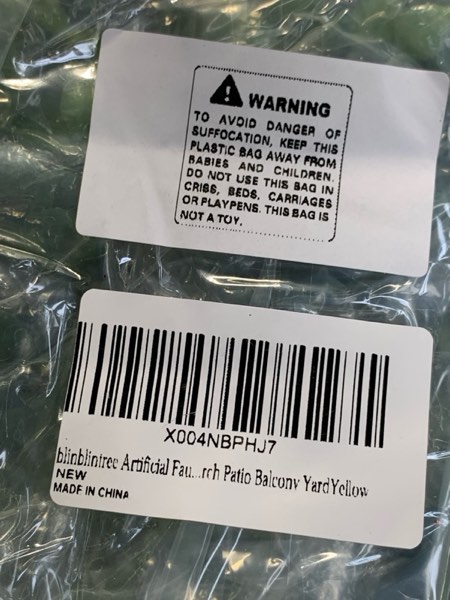 WARNING
TO AVOID DANGER OF
SUFFOCATION, KEEP THIS
PLASTIC BAG AWAY FROM
BABIES AND CHILDREN.
DO NOT USE THIS BAG IN
CRIBS, BEDS, CARRIAGES
OR PLAYPENS. THIS BAG IS
NOT A TOY.
X004NBPHJ7
blinblintree Artificial Fau...rch Patio Balcony YardYellow
NEW
MADE IN CHINA